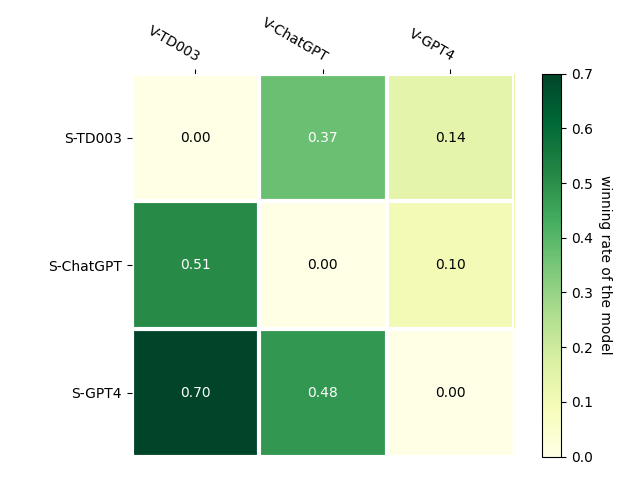 V-TD003 V-ChatGPT V-GPT4
S-TD003 0.00 0.37 0.14
S-ChatGPT 0.51 0.00 0.10
S-GPT4 0.70 0.48 0.00
0.7
0.6
0.5
0.4
0.3
0.2
0.1
0.0
winning rate of the model